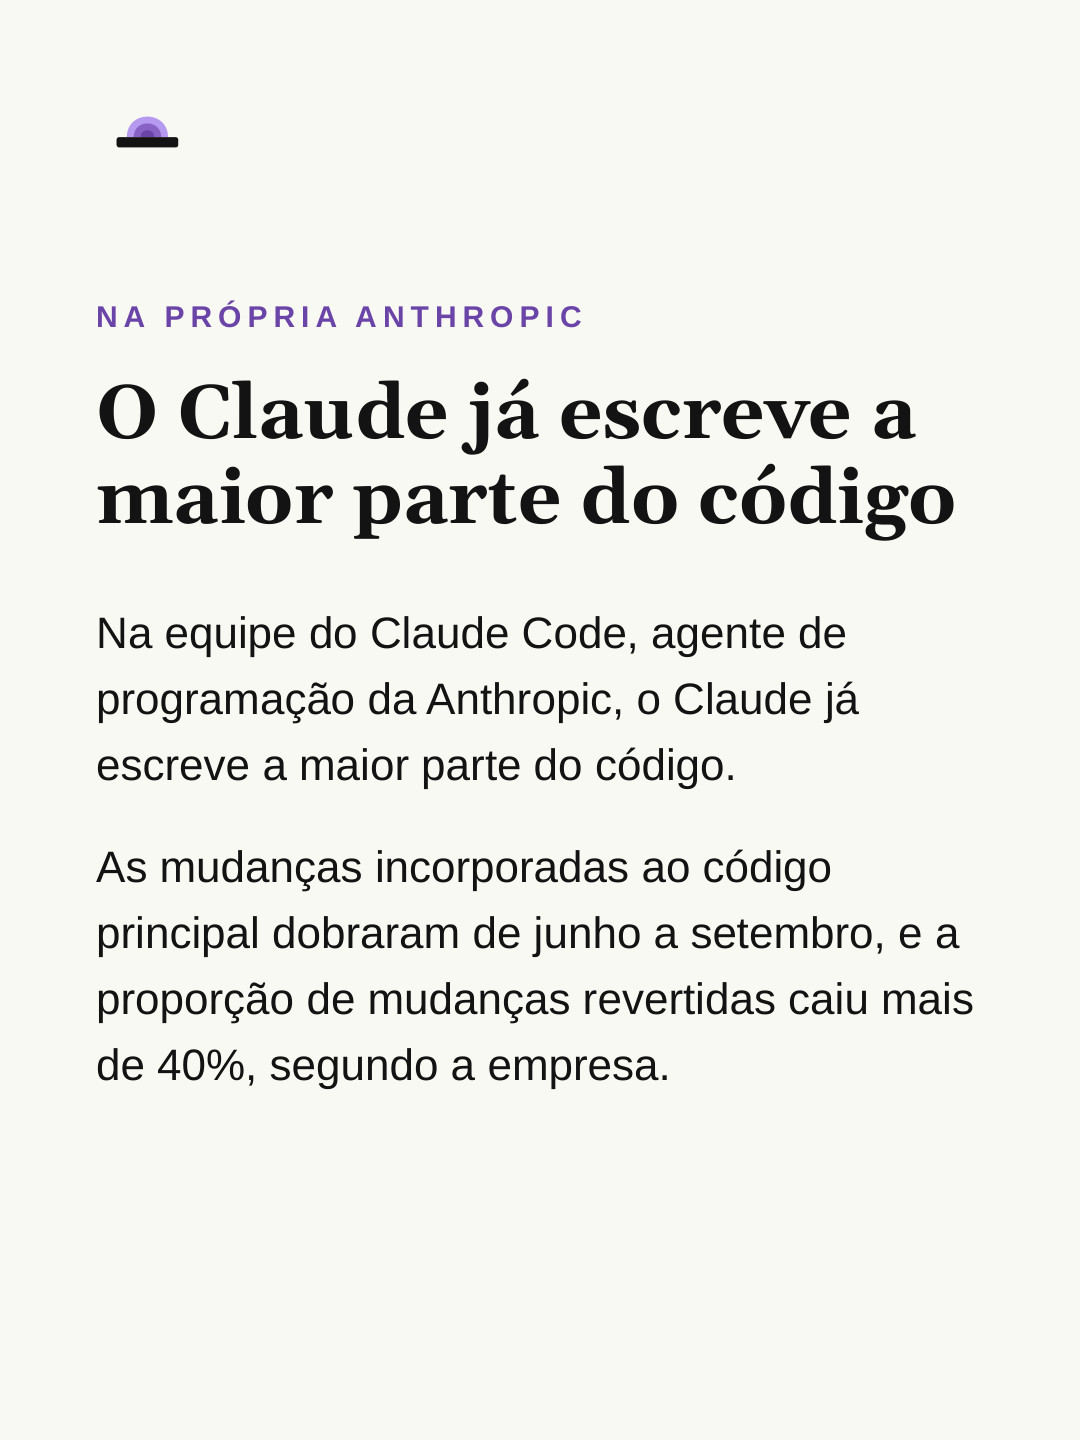 NA PRÓPRIA ANTHROPIC
O Claude já escreve a
maior parte do código
Na equipe do Claude Code, agente de
programação da Anthropic, o Claude já
escreve a maior parte do código.
As mudanças incorporadas ao código
principal dobraram de junho a setembro, e a
proporção de mudanças revertidas caiu mais
de 40%, segundo a empresa.